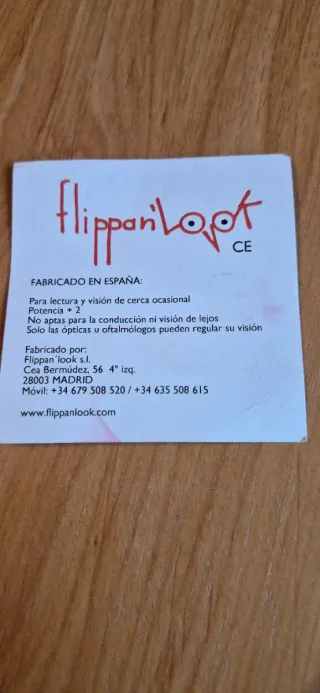 flippan'look
CE
FABRICADO EN ESPAÑA:
Para lectura y visión de cerca ocasional
Potencia + 2
No aptas para la conducción ni visión de lejos
Solo las ópticas u oftalmólogos pueden regular su visión
Fabricado por:
Flippan´look s.l.
Cea Bermúdez, 56 4º izq.
28003 MADRID
Móvil: +34 679 508 520 / +34 635 508 615
www.flippanlook.com